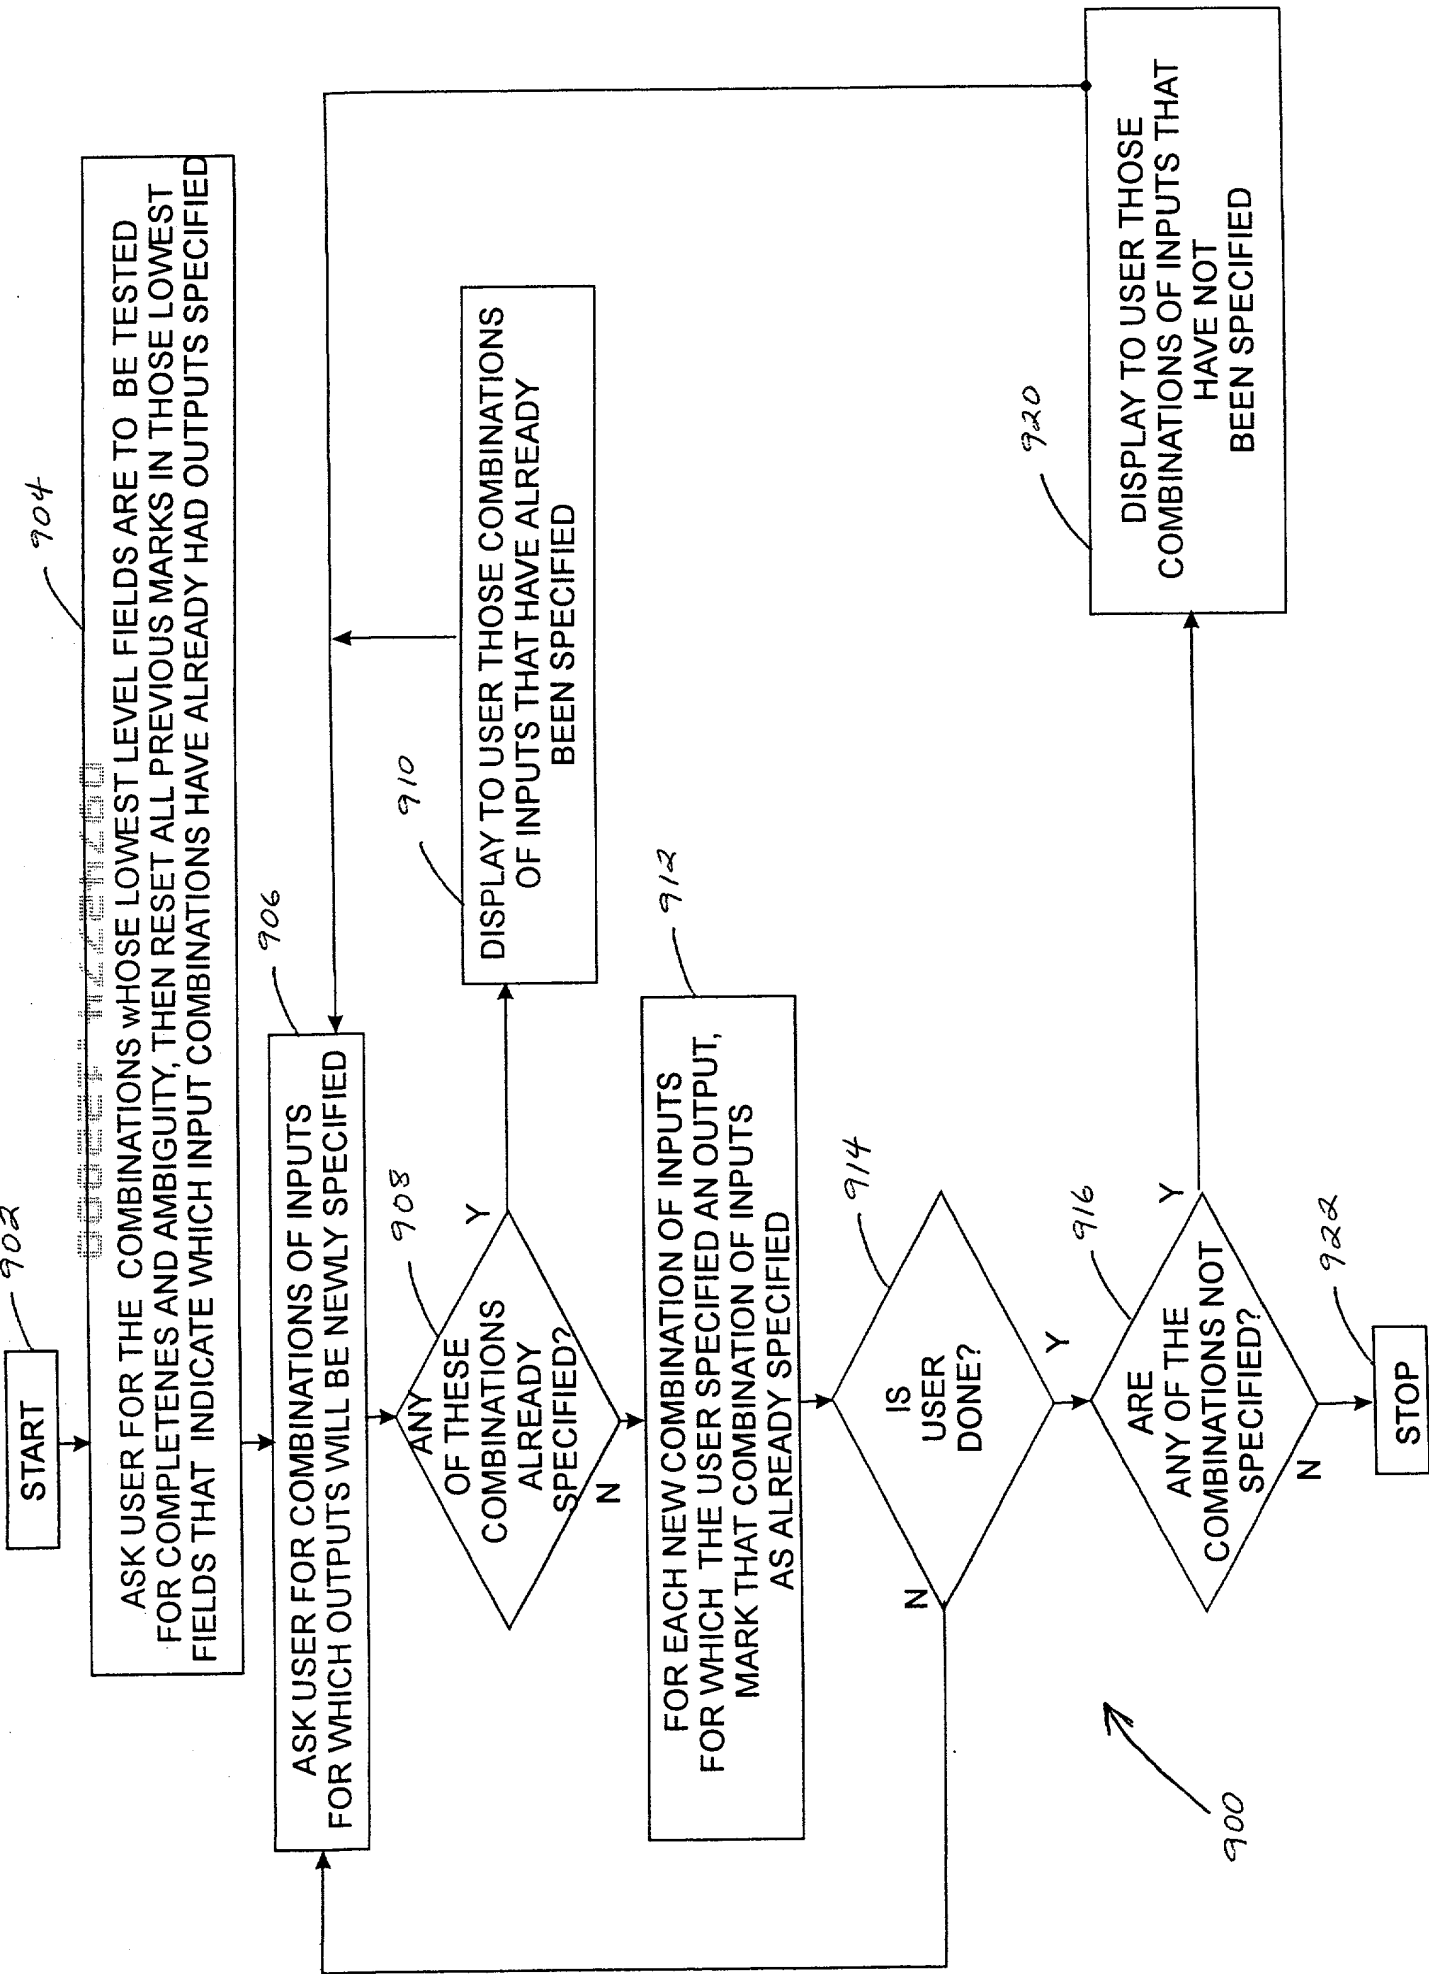 902
START
904
ASK USER FOR THE COMBINATIONS WHOSE LOWEST LEVEL FIELDS ARE TO BE TESTED
FOR COMPLETENES AND AMBIGUITY, THEN RESET ALL PREVIOUS MARKS IN THOSE LOWEST
FIELDS THAT INDICATE WHICH INPUT COMBINATIONS HAVE ALREADY HAD OUTPUTS SPECIFIED
906
ASK USER FOR COMBINATIONS OF INPUTS
FOR WHICH OUTPUTS WILL BE NEWLY SPECIFIED
908
ANY
OF THESE
COMBINATIONS
ALREADY
SPECIFIED?
Y
N
910
DISPLAY TO USER THOSE COMBINATIONS
OF INPUTS THAT HAVE ALREADY
BEEN SPECIFIED
912
FOR EACH NEW COMBINATION OF INPUTS
FOR WHICH THE USER SPECIFIED AN OUTPUT,
MARK THAT COMBINATION OF INPUTS
AS ALREADY SPECIFIED
914
IS
USER
DONE?
N
Y
916
ARE
ANY OF THE
COMBINATIONS NOT
SPECIFIED?
Y
N
920
DISPLAY TO USER THOSE
COMBINATIONS OF INPUTS THAT
HAVE NOT
BEEN SPECIFIED
922
STOP
900